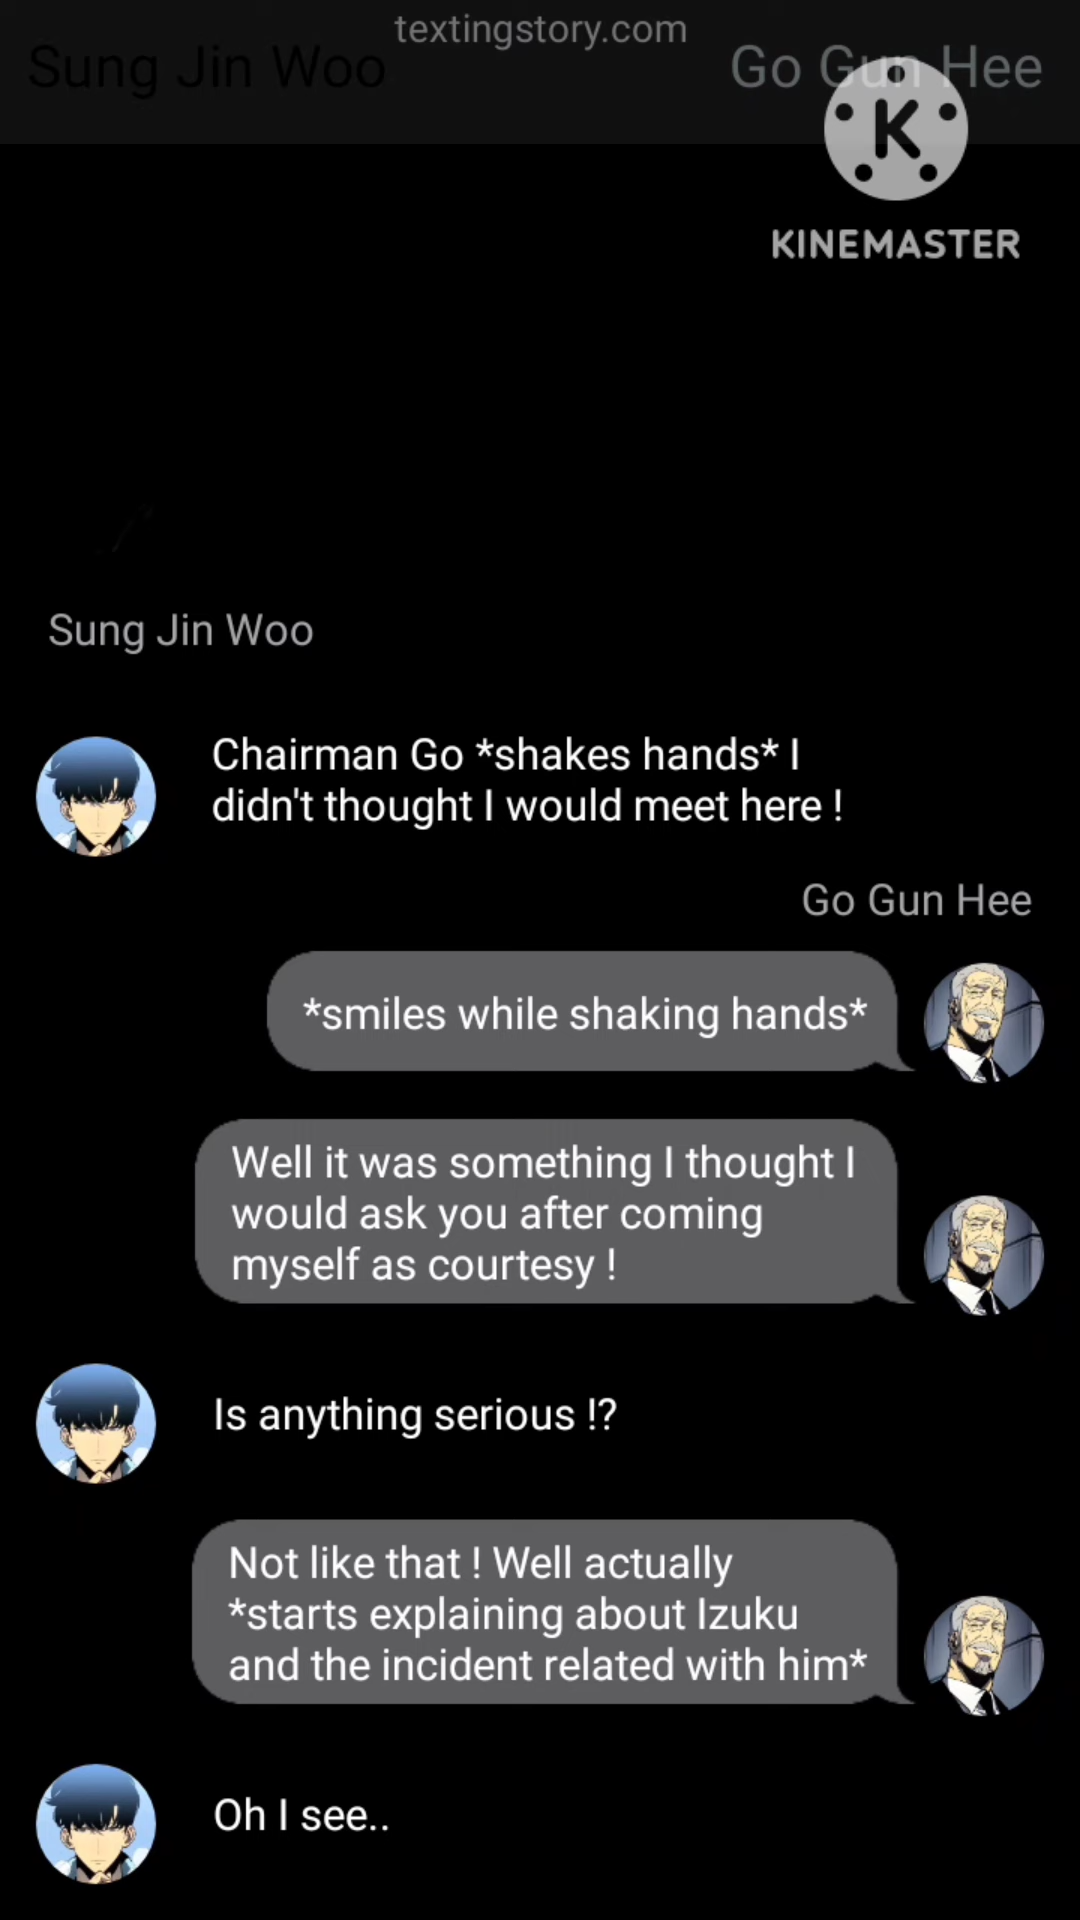 textingstory.com
Sung Jin Woo
Go Gun Hee
K
KINEMASTER
Sung Jin Woo
Chairman Go *shakes hands* I
didn't thought I would meet here !
Go Gun Hee
*smiles while shaking hands*
Well it was something I thought I
would ask you after coming
myself as courtesy !
Is anything serious !?
Not like that ! Well actually
*starts explaining about Izuku
and the incident related with him*
Oh I see..